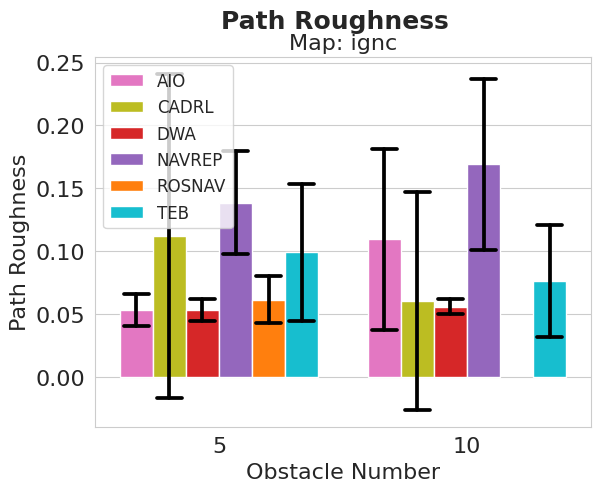 Path Roughness
Map: ignc
0.25
0.20
0.15
0.10
0.05
0.00
Path Roughness
AIO
CADRL
DWA
NAVREP
ROSNAV
TEB
5
10
Obstacle Number